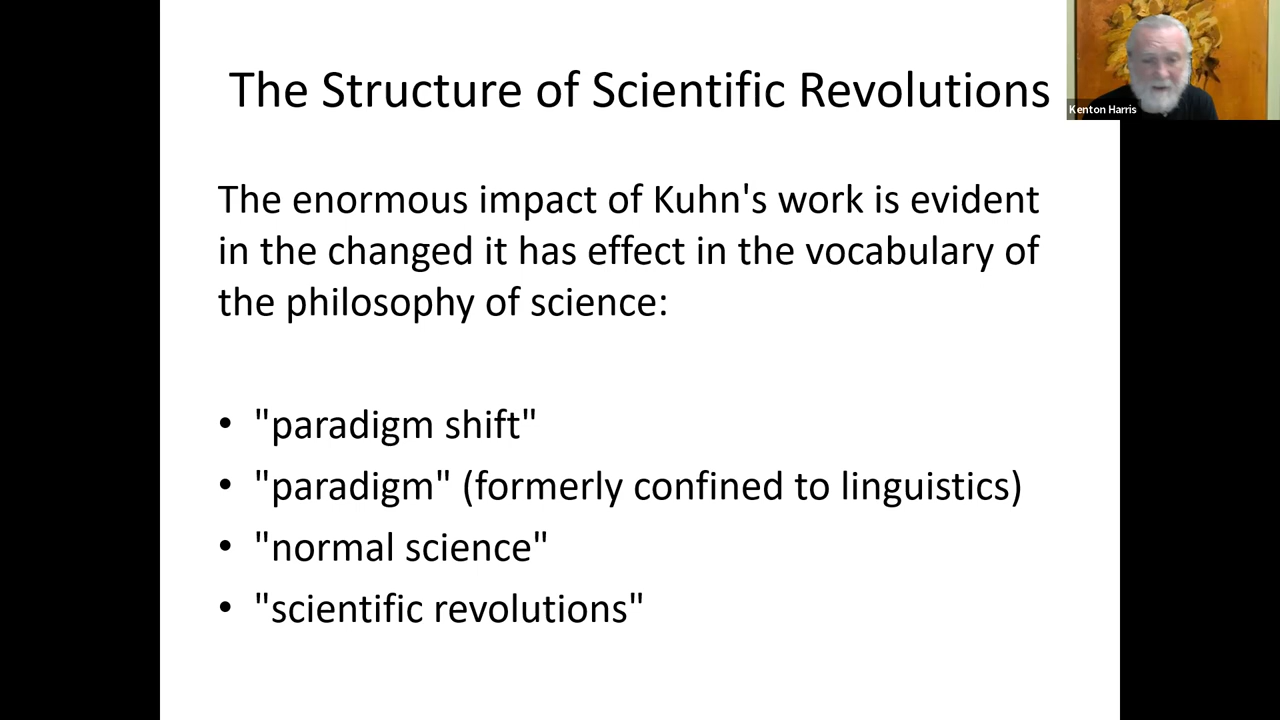 The Structure of Scientific Revolutions
Kenton Harris
The enormous impact of Kuhn's work is evident
in the changed it has effect in the vocabulary of
the philosophy of science:
• "paradigm shift"
• "paradigm" (formerly confined to linguistics)
• "normal science"
• "scientific revolutions"